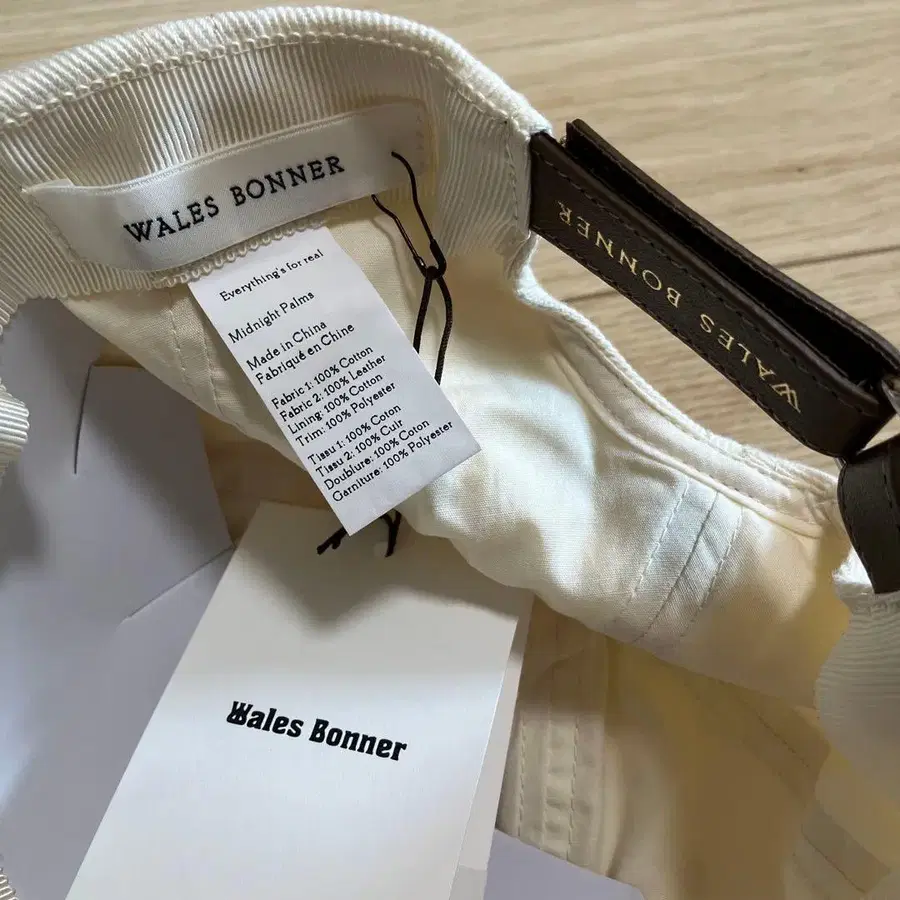 WALES BONNER
WALES BONNER
Everything's for real
Midnight Palms
Made in China
Fabriqué en Chine
Fabric 1: 100% Cotton
Fabric 2: 100% Leather
Lining: 100% Cotton
Trim: 100% Polyester
Tissu 1: 100% Coton
Tissu 2: 100% Cuir
Doublure: 100% Coton
Garniture: 100% Polyester
Wales Bonner